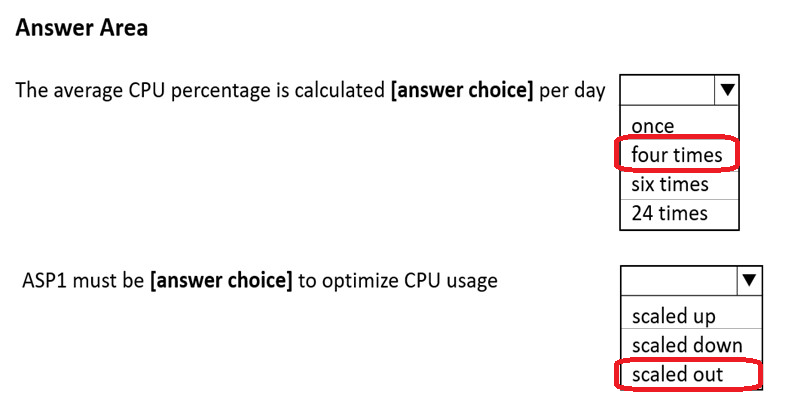 Answer Area
The average CPU percentage is calculated [answer choice] per day
once
four times
six times
24 times
ASP1 must be [answer choice] to optimize CPU usage
scaled up
scaled down
scaled out